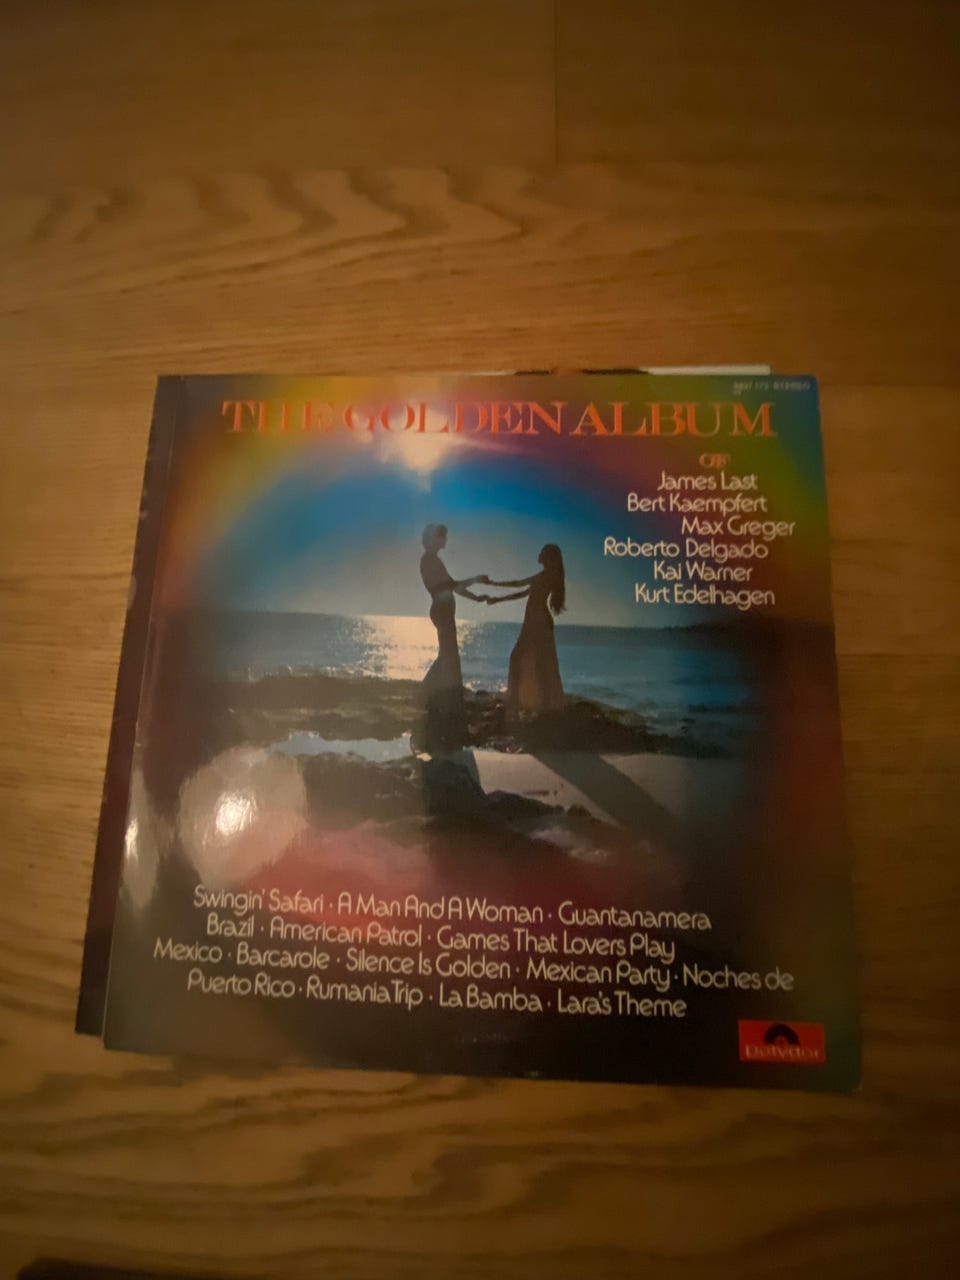 STEREO
THE GOLDEN ALBUM
OF
James Last
Bert Kaempfert
Max Greger
Roberto Delgado
Kai Warner
Kurt Edelhagen
Swingin' Safari · A Man And A Woman · Guantanamera
Brazil · American Patrol · Games That Lovers Play
Mexico · Barcarole · Silence Is Golden · Mexican Party · Noches de
Puerto Rico · Rumania Trip · La Bamba · Lara's Theme
Polydor